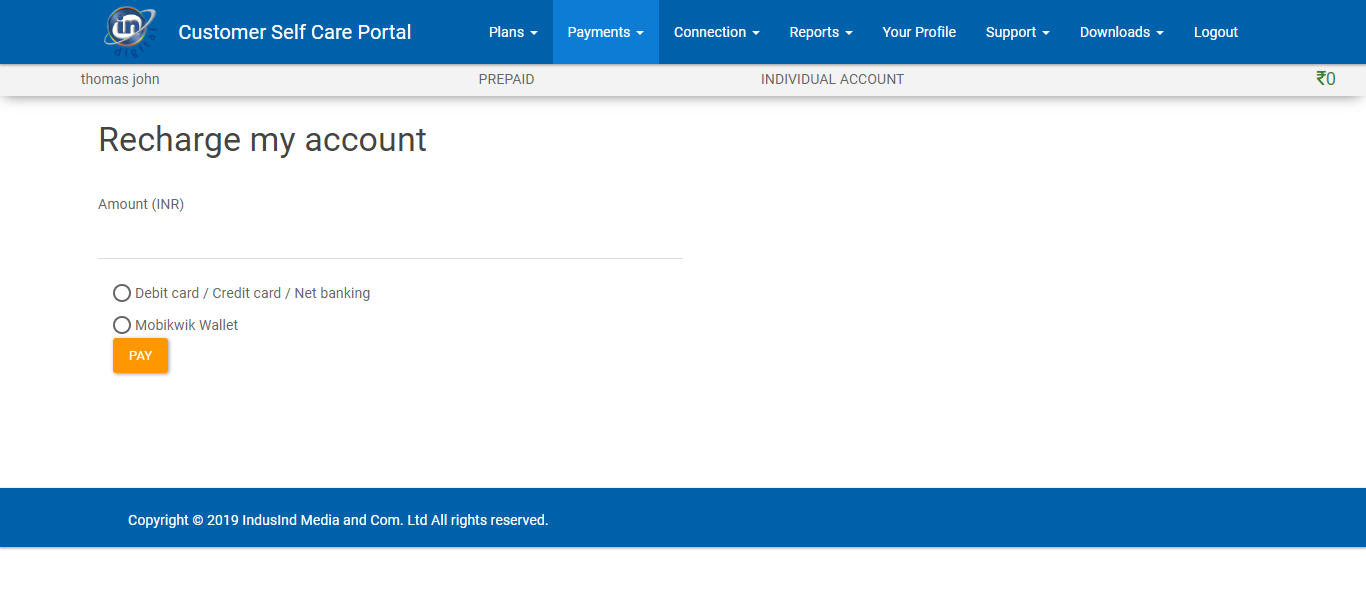 in
digital
Customer Self Care Portal
Plans
Payments
Connection
Reports
Your Profile
Support
Downloads
Logout
thomas john
PREPAID
INDIVIDUAL ACCOUNT
₹0
Recharge my account
Amount (INR)
Debit card / Credit card / Net banking
Mobikwik Wallet
PAY
Copyright © 2019 IndusInd Media and Com. Ltd All rights reserved.